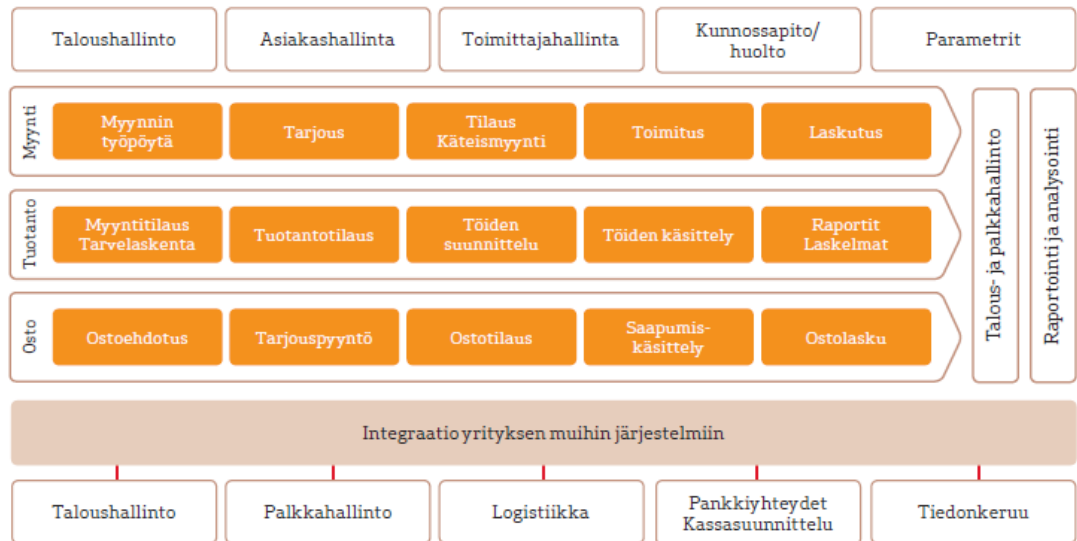 Taloushallinto
Asiakashallinta
Toimittajahallinta
Kunnossapito/
huolto
Parametrit
Myynti
Myynnin
työpöytä
Tarjous
Tilaus
Käteismyynti
Toimitus
Laskutus
Tuotanto
Myyntitilaus
Tarvelaskenta
Tuotantotilaus
Töiden
suunnittelu
Töiden käsittely
Raportit
Laskelmat
Osto
Ostoehdotus
Tarjouspyyntö
Ostotilaus
Saapumis-
käsittely
Ostolasku
Talous- ja palkkahallinto
Raportointi ja analysointi
Integraatio yrityksen muihin järjestelmiin
Taloushallinto
Palkkahallinto
Logistiikka
Pankkiyhteydet
Kassasuunnittelu
Tiedonkeruu